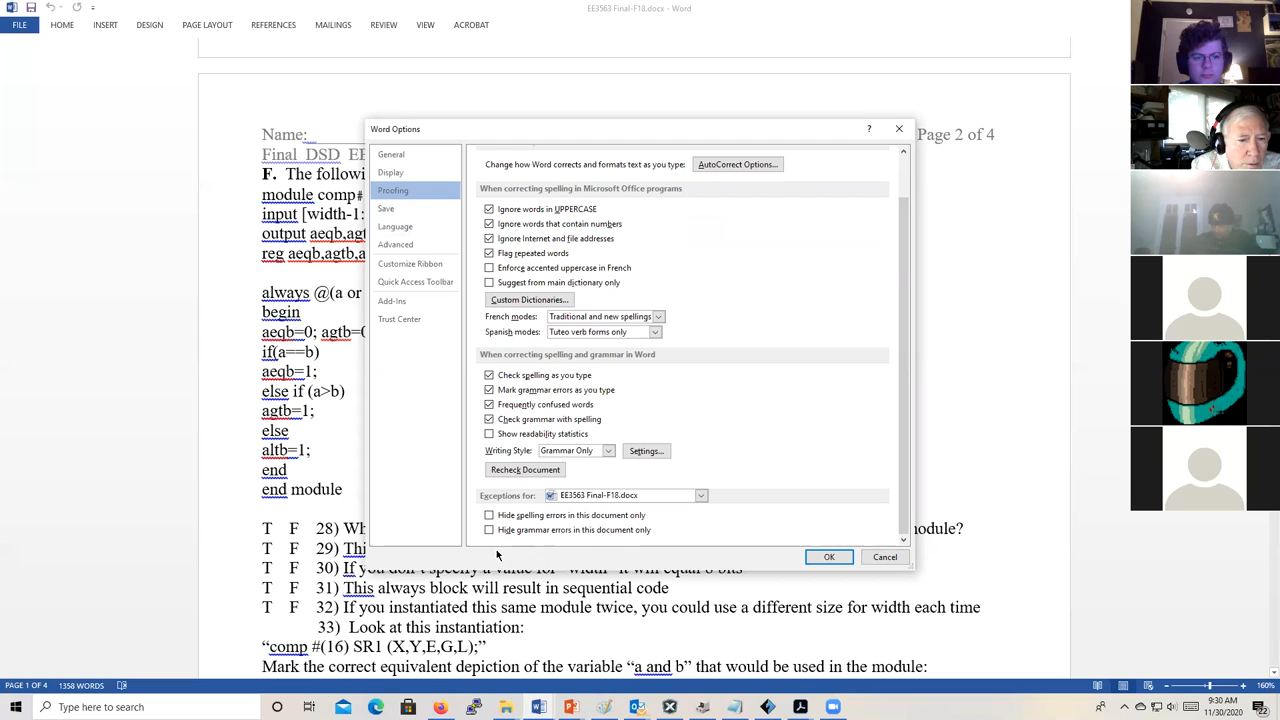 EE3563 Final-F18.docx - Word
FILE HOME INSERT DESIGN PAGE LAYOUT REFERENCES MAILINGS REVIEW VIEW ACROBAT
Name:
Page 2 of 4
Final DSD EE
F. The followi
module comp#
input [width-1:
output aeqb,agtb,a
reg aeqb,agtb,a
always @(a or
begin
aeqb=0; agtb=0
if(a==b)
aeqb=1;
else if (a>b)
agtb=1;
else
altb=1;
end
end module
Word Options
General
Display
Proofing
Save
Language
Advanced
Customize Ribbon
Quick Access Toolbar
Add-Ins
Trust Center
Change how Word corrects and formats text as you type: AutoCorrect Options...
When correcting spelling in Microsoft Office programs
Ignore words in UPPERCASE
Ignore words that contain numbers
Ignore Internet and file addresses
Flag repeated words
Enforce accented uppercase in French
Suggest from main dictionary only
Custom Dictionaries...
French modes: Traditional and new spellings
Spanish modes: Tuteo verb forms only
When correcting spelling and grammar in Word
Check spelling as you type
Mark grammar errors as you type
Frequently confused words
Check grammar with spelling
Show readability statistics
Writing Style: Grammar Only Settings...
Recheck Document
Exceptions for: EE3563 Final-F18.docx
Hide spelling errors in this document only
Hide grammar errors in this document only
OK Cancel
T F 28) Wh
odule?
T F 29) Thi
T F 30) If you don't specify a value for "width" it will equal 8 bits
T F 31) This always block will result in sequential code
T F 32) If you instantiated this same module twice, you could use a different size for width each time
33) Look at this instantiation:
"comp #(16) SR1 (X,Y,E,G,L);"
Mark the correct equivalent depiction of the variable "a and b" that would be used in the module:
PAGE 1 OF 4 1358 WORDS
160%
Type here to search
9:30 AM
11/30/2020
22